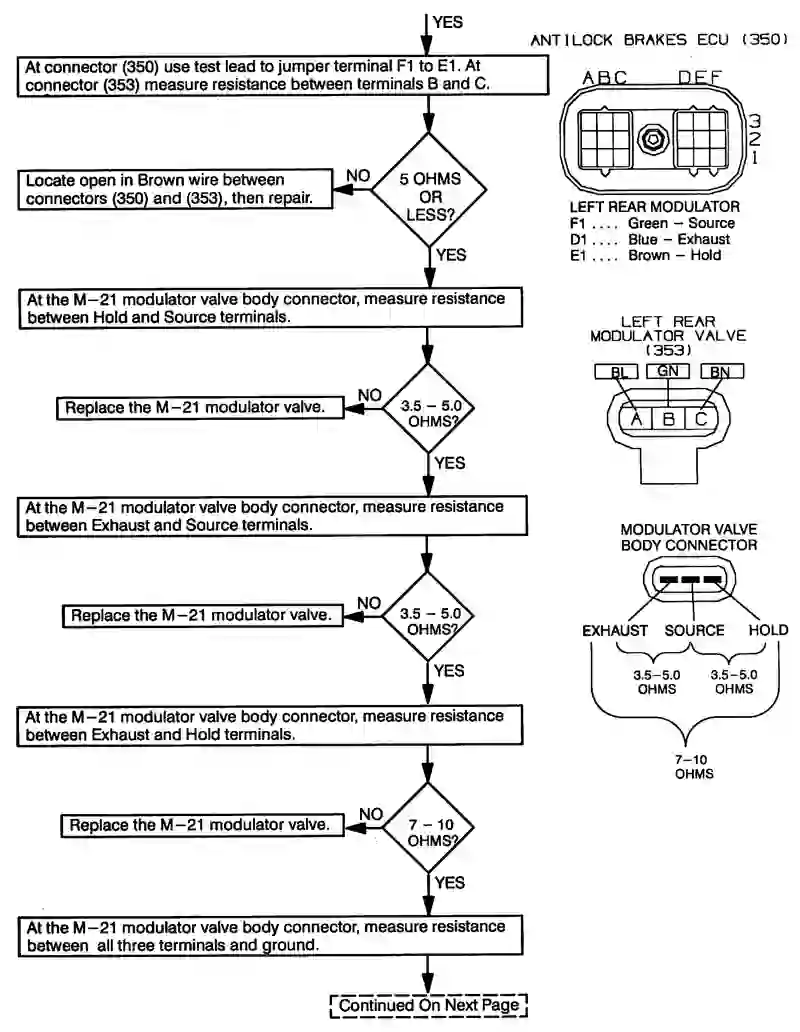 YES
At connector (350) use test lead to jumper terminal F1 to E1. At
connector (353) measure resistance between terminals B and C.
5 OHMS
OR
LESS?
NO
Locate open in Brown wire between
connectors (350) and (353), then repair.
YES
At the M–21 modulator valve body connector, measure resistance
between Hold and Source terminals.
3.5 – 5.0
OHMS?
NO
Replace the M–21 modulator valve.
YES
At the M–21 modulator valve body connector, measure resistance
between Exhaust and Source terminals.
3.5 – 5.0
OHMS?
NO
Replace the M–21 modulator valve.
YES
At the M–21 modulator valve body connector, measure resistance
between Exhaust and Hold terminals.
7 – 10
OHMS?
NO
Replace the M–21 modulator valve.
YES
At the M–21 modulator valve body connector, measure resistance
between all three terminals and ground.
Continued On Next Page
ANTILOCK BRAKES ECU (350)
ABC DEF
3
2
1
LEFT REAR MODULATOR
F1 .... Green – Source
D1 .... Blue – Exhaust
E1 .... Brown – Hold
LEFT REAR
MODULATOR VALVE
(353)
BL GN BN
A B C
MODULATOR VALVE
BODY CONNECTOR
EXHAUST SOURCE HOLD
3.5–5.0 3.5–5.0
OHMS OHMS
7–10
OHMS